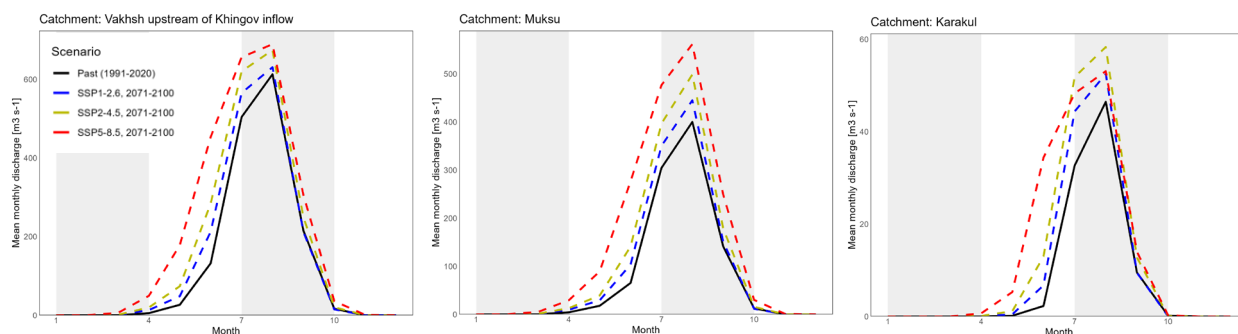 Catchment: Vakhsh upstream of Khingov inflow
Mean monthly discharge [m3 s-1]
600
400
200
0
Scenario
Past (1991-2020)
SSP1-2.6, 2071-2100
SSP2-4.5, 2071-2100
SSP5-8.5, 2071-2100
1 4 7 10
Month
Catchment: Muksu
Mean monthly discharge [m3 s-1]
500
400
300
200
100
0
1 4 7 10
Month
Catchment: Karakul
Mean monthly discharge [m3 s-1]
60
40
20
0
1 4 7 10
Month